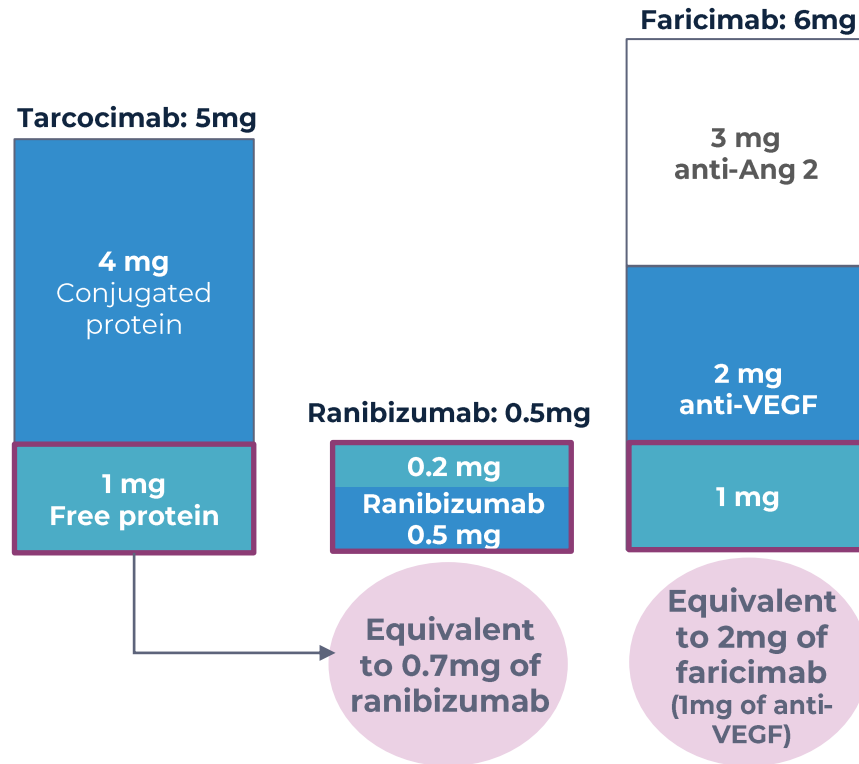 Faricimab: 6mg
3 mg
anti-Ang 2
Tarcocimab: 5mg
4 mg
Conjugated
protein
2 mg
anti-VEGF
Ranibizumab: 0.5mg
1 mg
Free protein
0.2 mg
Ranibizumab
0.5 mg
1 mg
Equivalent
to 0.7mg of
ranibizumab
Equivalent
to 2mg of
faricimab
(1mg of anti-
VEGF)